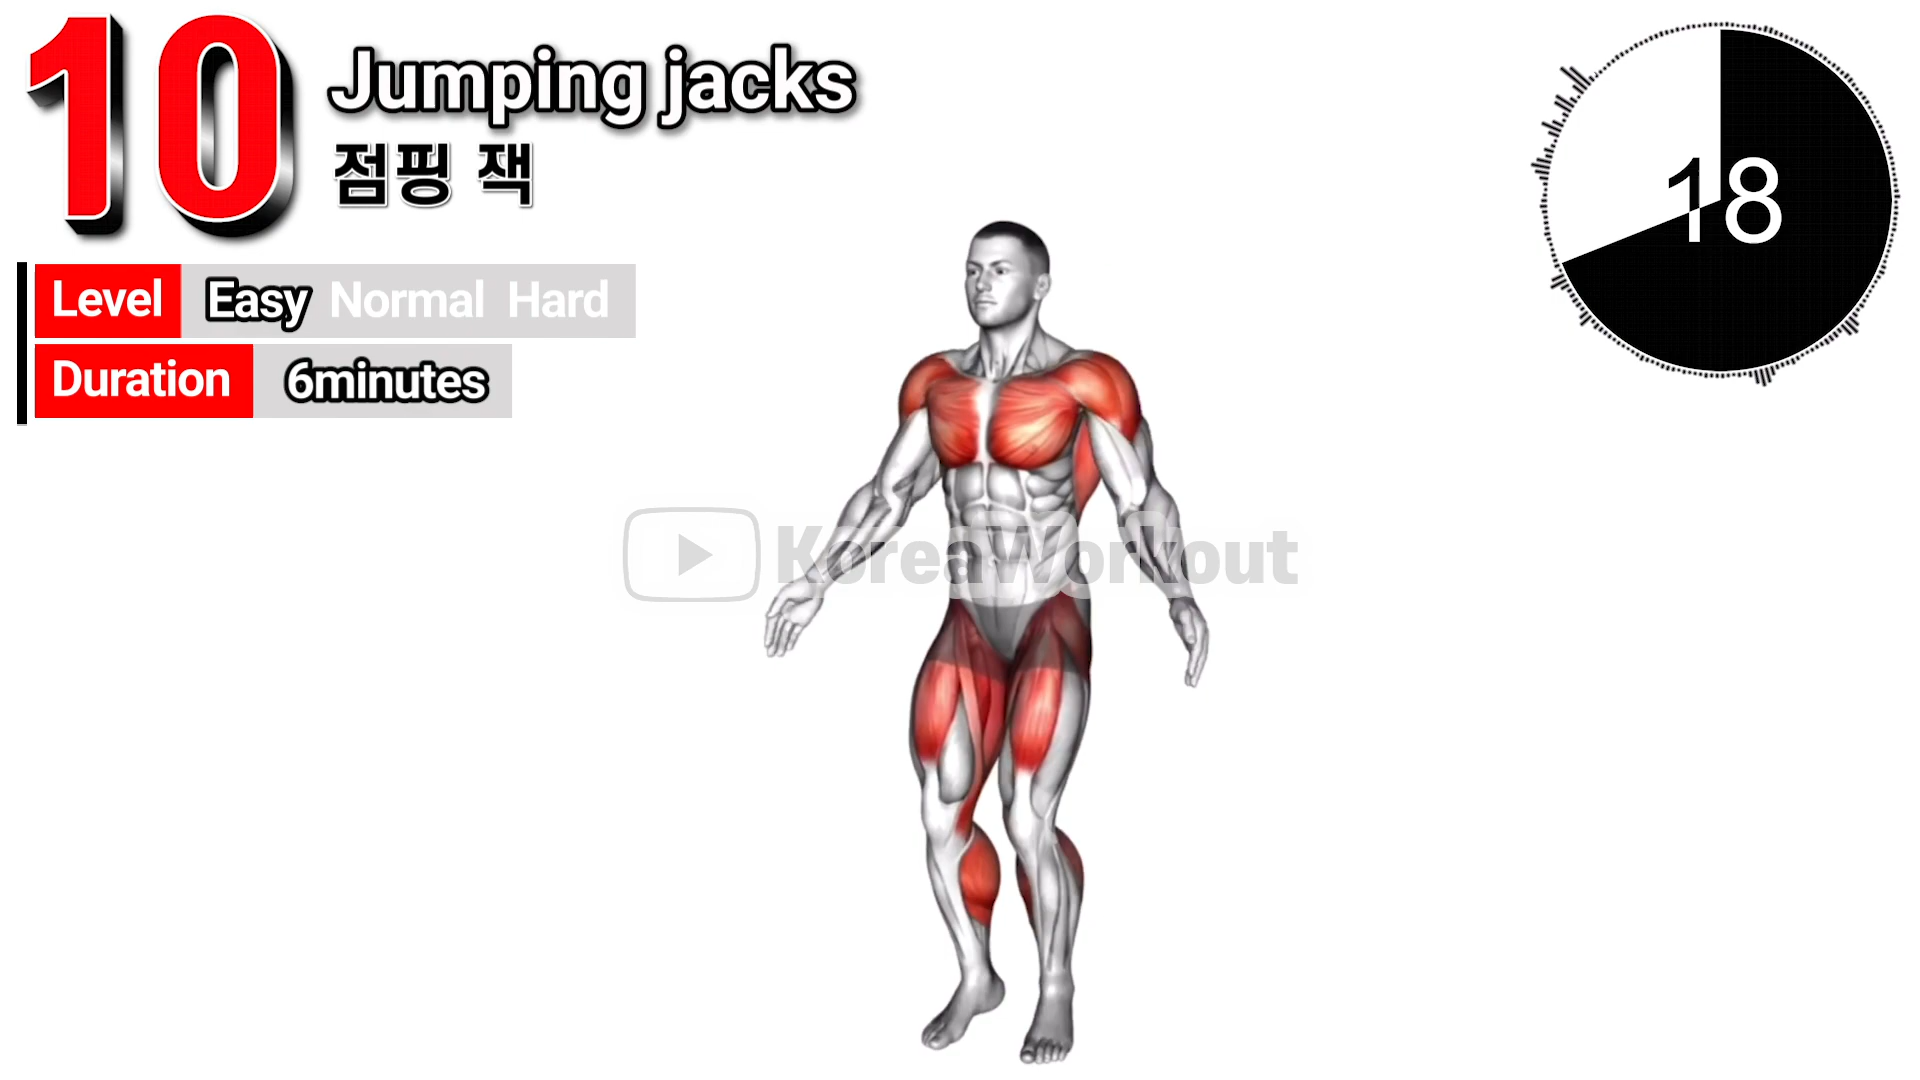 10
Jumping jacks
점핑 잭
Level Easy Normal Hard
Duration 6minutes
18
KoreaWorkout